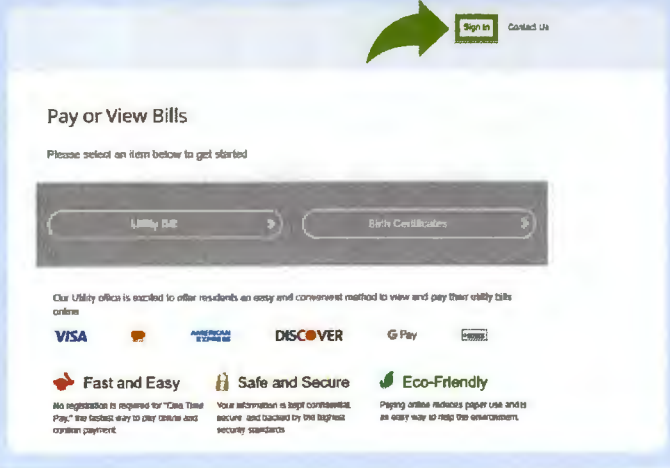 Sign In Contact Us
Pay or View Bills
Please select an item below to get started
Utility Bill
Birth Certificates
Our Utility office is excited to offer residents an easy and convenient method to view and pay their utility bills
online
VISA AMERICAN EXPRESS DISCOVER G Pay
Fast and Easy Safe and Secure Eco-Friendly
No registration is required for "One Time Your information is kept confidential, Paying online reduces paper use and is
Pay," the fastest way to pay online and secure and backed by the highest an easy way to help the environment.
confirm payment security standards